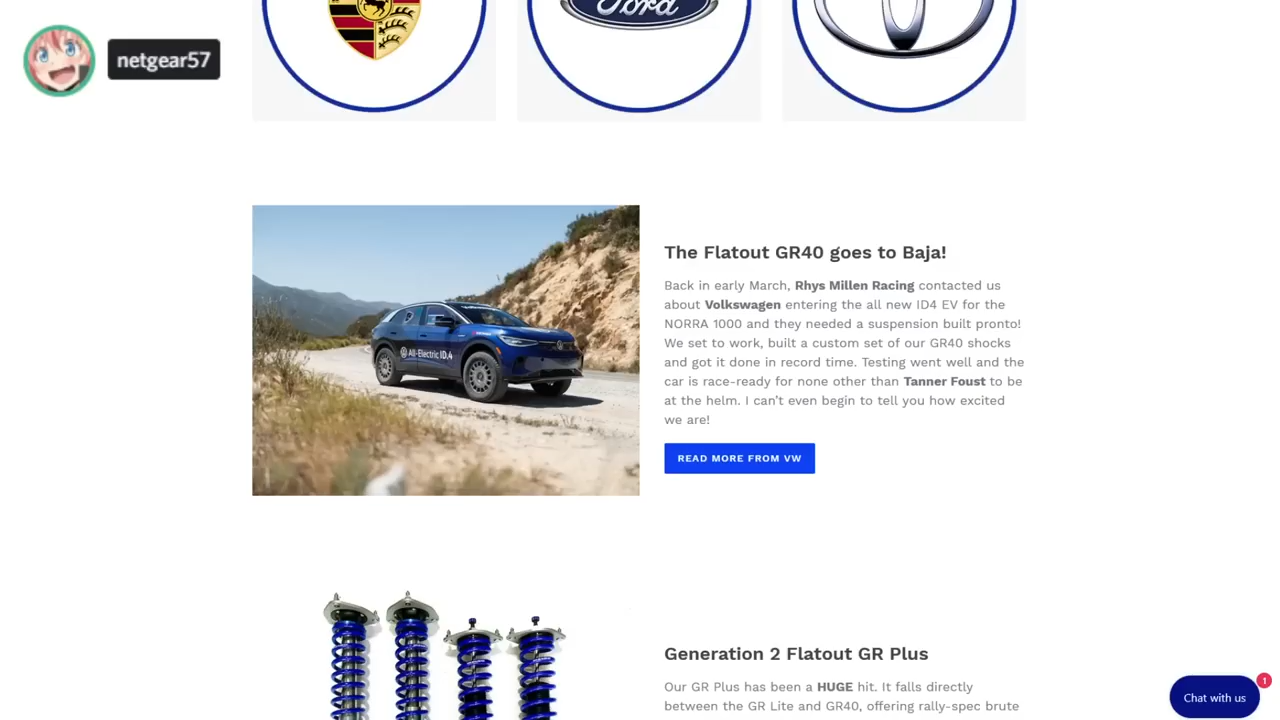 netgear57
Ford
The Flatout GR40 goes to Baja!
Back in early March, Rhys Millen Racing contacted us
about Volkswagen entering the all new ID4 EV for the
NORRA 1000 and they needed a suspension built pronto!
We set to work, built a custom set of our GR40 shocks
and got it done in record time. Testing went well and the
car is race-ready for none other than Tanner Foust to be
at the helm. I can’t even begin to tell you how excited
we are!
All-Electric ID.4
READ MORE FROM VW
Generation 2 Flatout GR Plus
Our GR Plus has been a HUGE hit. It falls directly
between the GR Lite and GR40, offering rally-spec brute
Chat with us
1